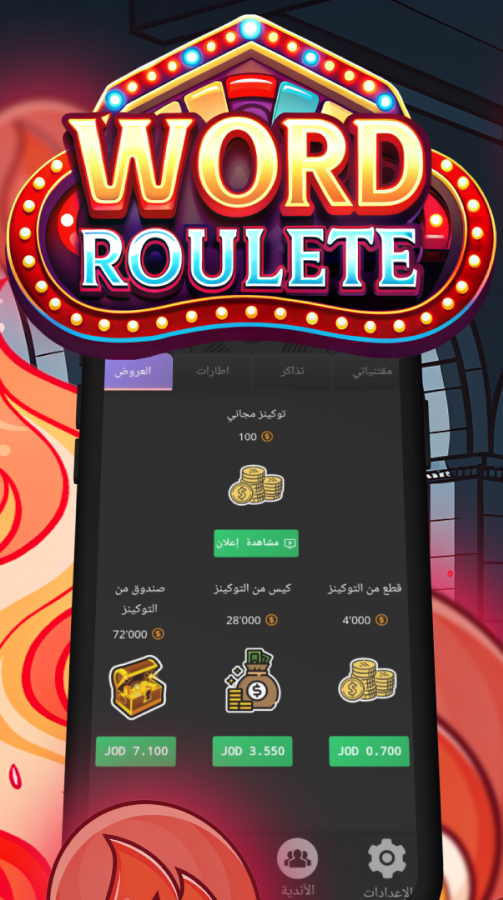 WORD
ROULETE
مقتنياتي
تذاكر
اطارات
العروض
توكينز مجاني
100
مشاهدة إعلان
قطع من التوكينز
4'000
JOD 0.700
كيس من التوكينز
28'000
JOD 3.550
صندوق من
التوكينز
72'000
JOD 7.100
الإعدادات
الأندية